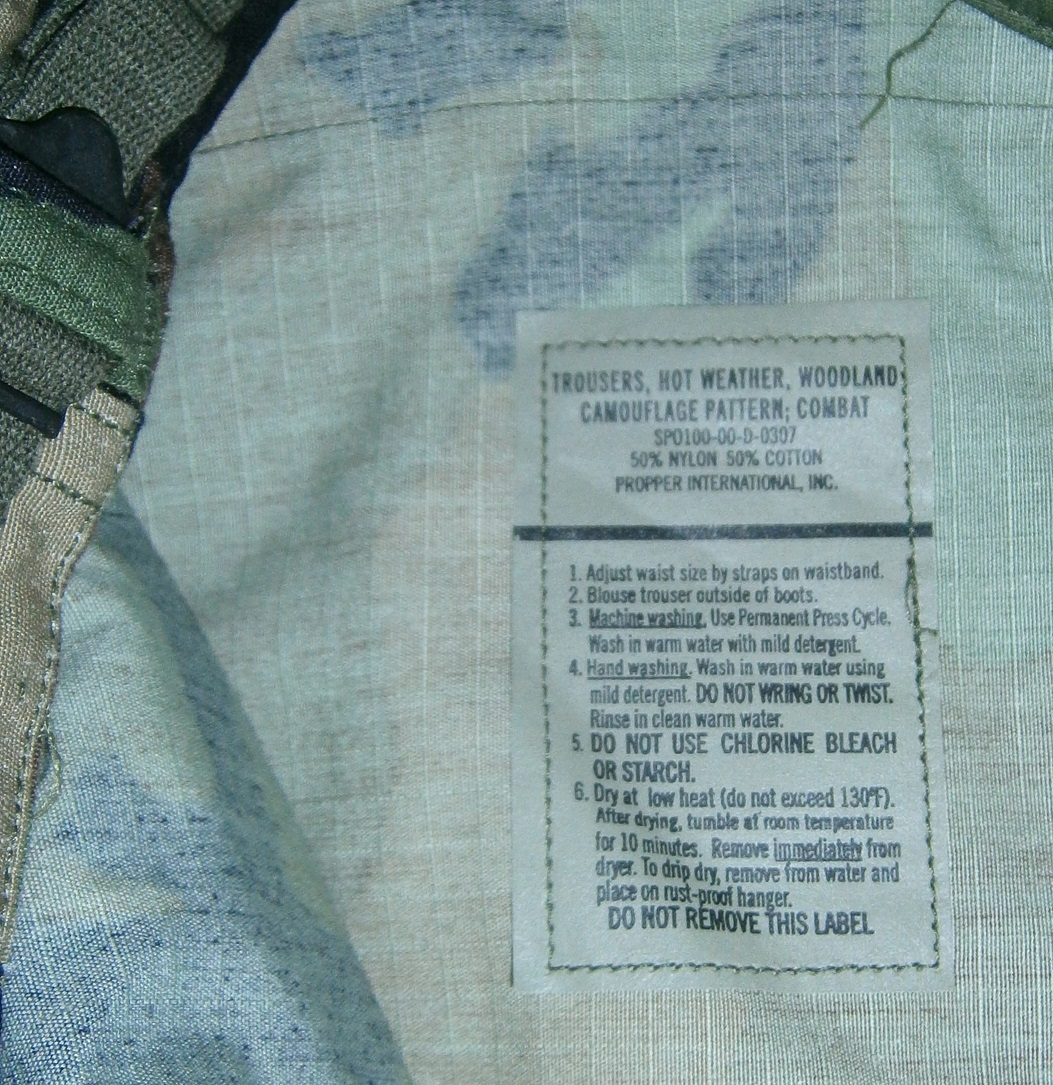 TROUSERS, HOT WEATHER, WOODLAND
CAMOUFLAGE PATTERN; COMBAT
SPO100-00-D-0307
50% NYLON 50% COTTON
PROPPER INTERNATIONAL, INC.
1. Adjust waist size by straps on waistband.
2. Blouse trouser outside of boots.
3. Machine washing. Use Permanent Press Cycle.
Wash in warm water with mild detergent.
4. Hand washing. Wash in warm water using
mild detergent. DO NOT WRING OR TWIST.
Rinse in clean warm water.
5. DO NOT USE CHLORINE BLEACH
OR STARCH.
6. Dry at low heat (do not exceed 130°F).
After drying, tumble at room temperature
for 10 minutes. Remove immediately from
dryer. To drip dry, remove from water and
place on rust-proof hanger.
DO NOT REMOVE THIS LABEL